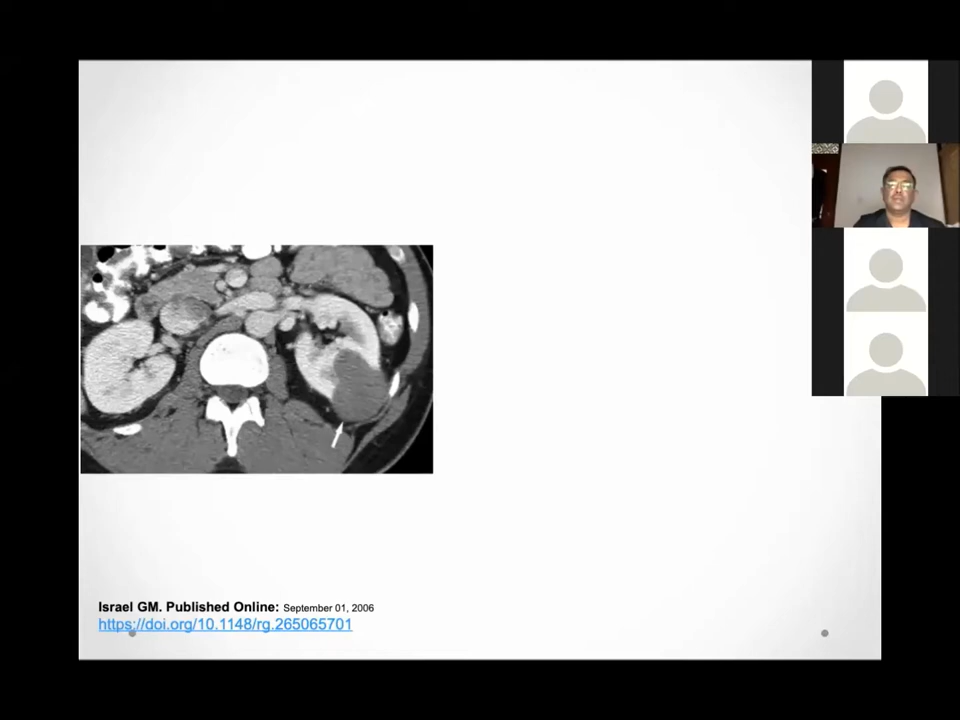 Israel GM. Published Online: September 01, 2006
https://doi.org/10.1148/rg.265065701